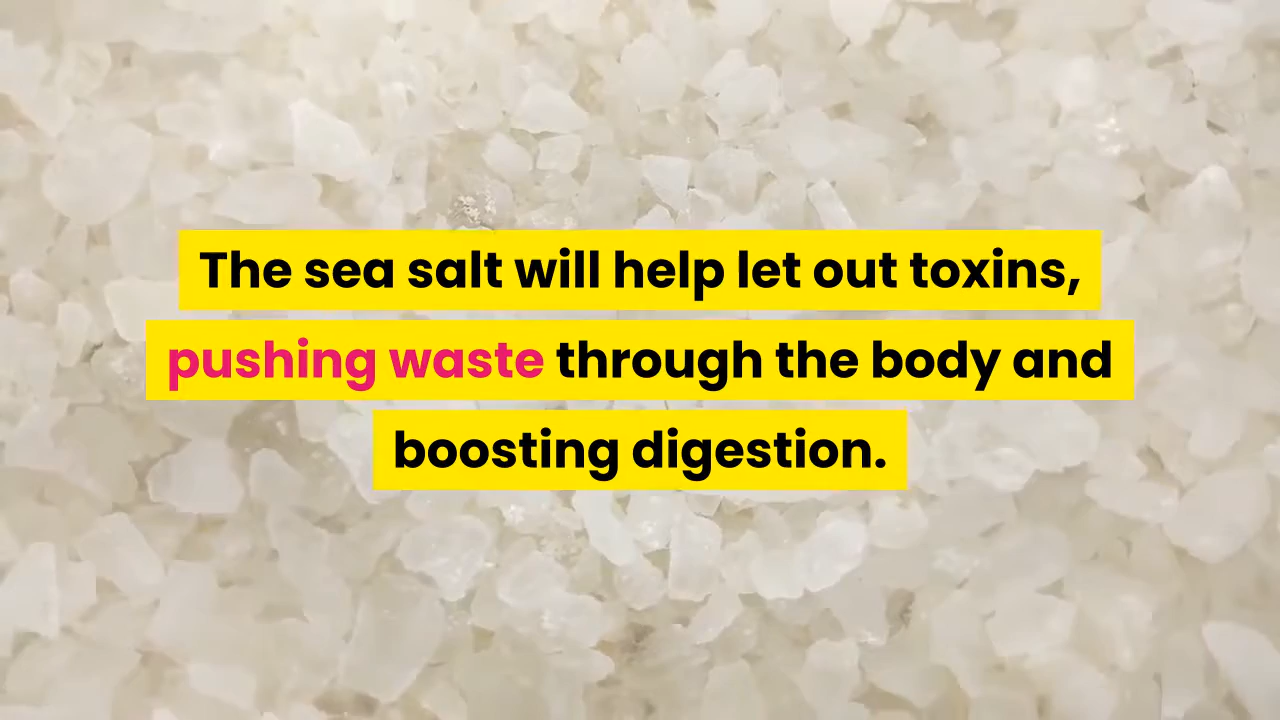 The sea salt will help let out toxins,
pushing waste through the body and
boosting digestion.